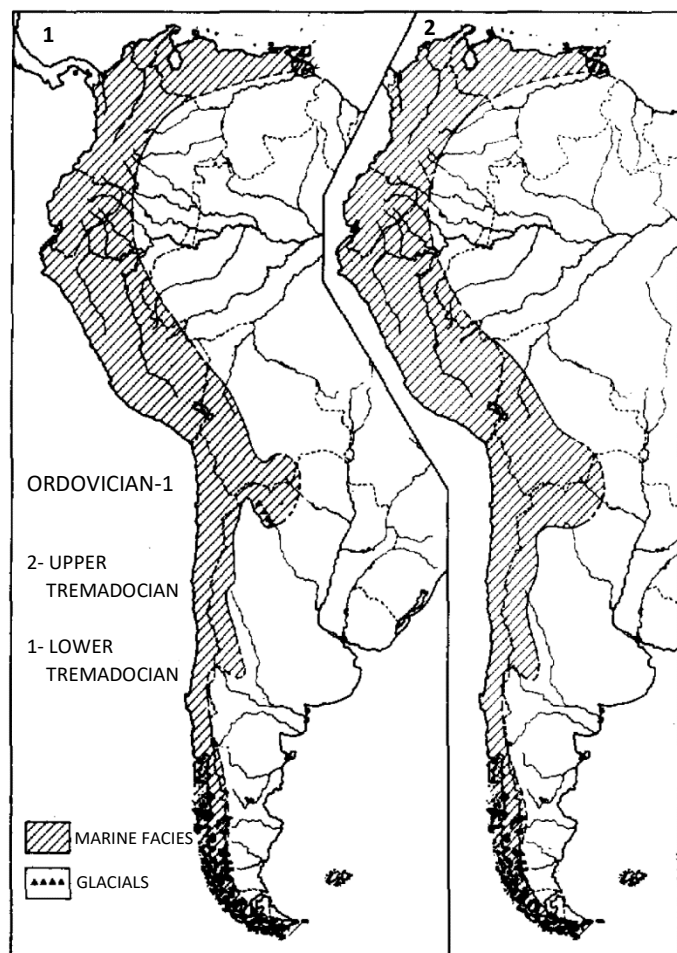 1
2
ORDOVICIAN-1
2- UPPER
TREMADOCIAN
1- LOWER
TREMADOCIAN
MARINE FACIES
GLACIALS